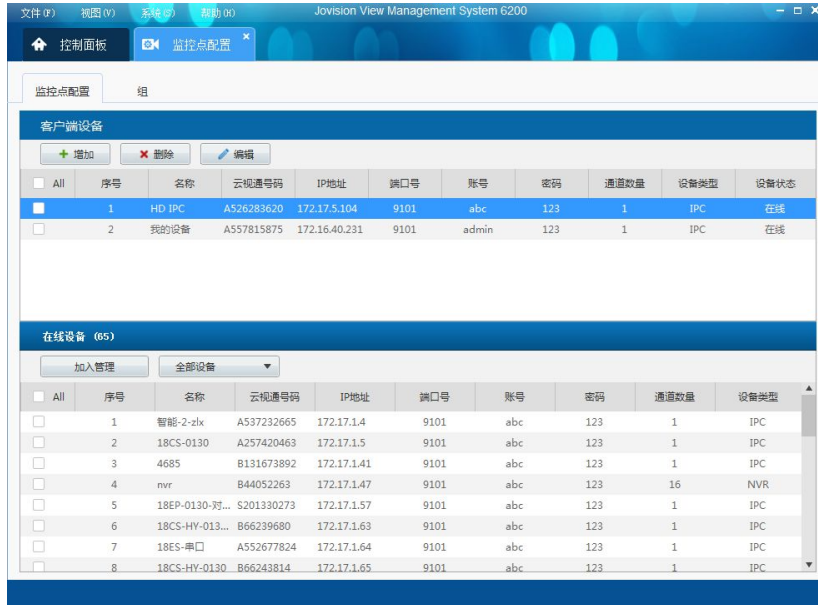 文件(F) 视图(V) 系统(S) 帮助(H) Jovision View Management System 6200
控制面板 监控点配置
监控点配置 组
客户端设备
增加 删除 编辑
All 序号 名称 云视通号码 IP地址 端口号 账号 密码 通道数量 设备类型 设备状态
1 HD IPC A526283620 172.17.5.104 9101 abc 123 1 IPC 在线
2 我的设备 A557815875 172.16.40.231 9101 admin 123 1 IPC 在线
在线设备 (65)
加入管理 全部设备
All 序号 名称 云视通号码 IP地址 端口号 账号 密码 通道数量 设备类型
1 智能-2-zlx A537232665 172.17.1.4 9101 abc 123 1 IPC
2 18CS-0130 A257420463 172.17.1.5 9101 abc 123 1 IPC
3 4685 B131673892 172.17.1.41 9101 abc 123 1 IPC
4 nvr B44052263 172.17.1.47 9101 abc 123 16 NVR
5 18EP-0130-对... S201330273 172.17.1.57 9101 abc 123 1 IPC
6 18CS-HY-013... B66239680 172.17.1.63 9101 abc 123 1 IPC
7 18ES-串口 A552677824 172.17.1.64 9101 abc 123 1 IPC
8 18CS-HY-0130 B66243814 172.17.1.65 9101 abc 123 1 IPC